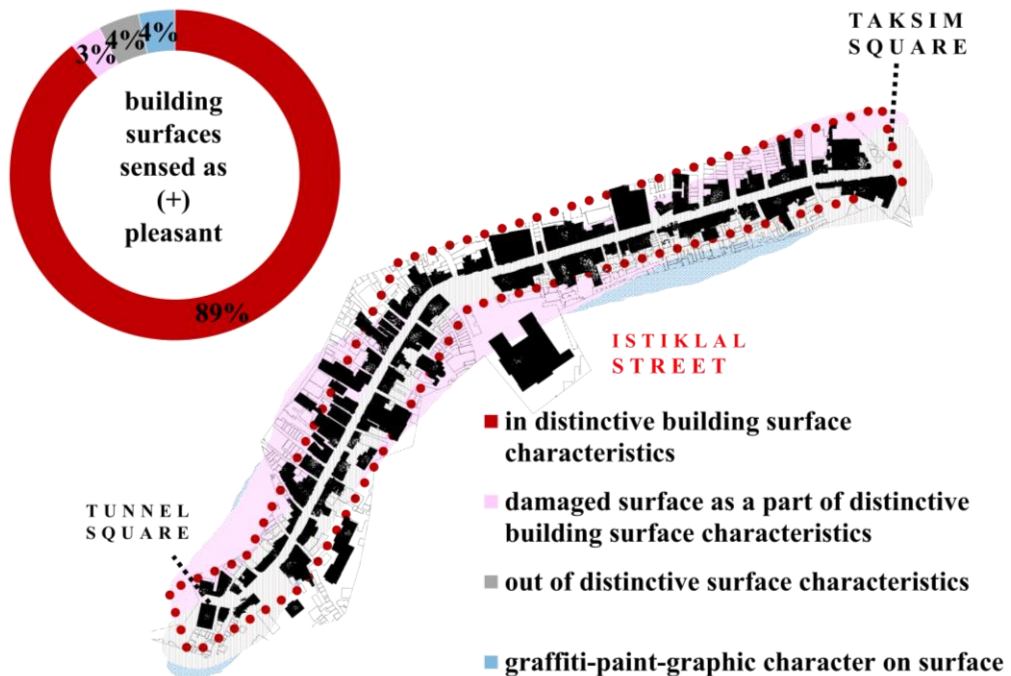 3%
4%
4%
building
surfaces
sensed as
(+)
pleasant
89%
TAKSIM
SQUARE
ISTIKLAL
STREET
TUNNEL
SQUARE
in distinctive building surface
characteristics
damaged surface as a part of distinctive
building surface characteristics
out of distinctive surface characteristics
graffiti-paint-graphic character on surface